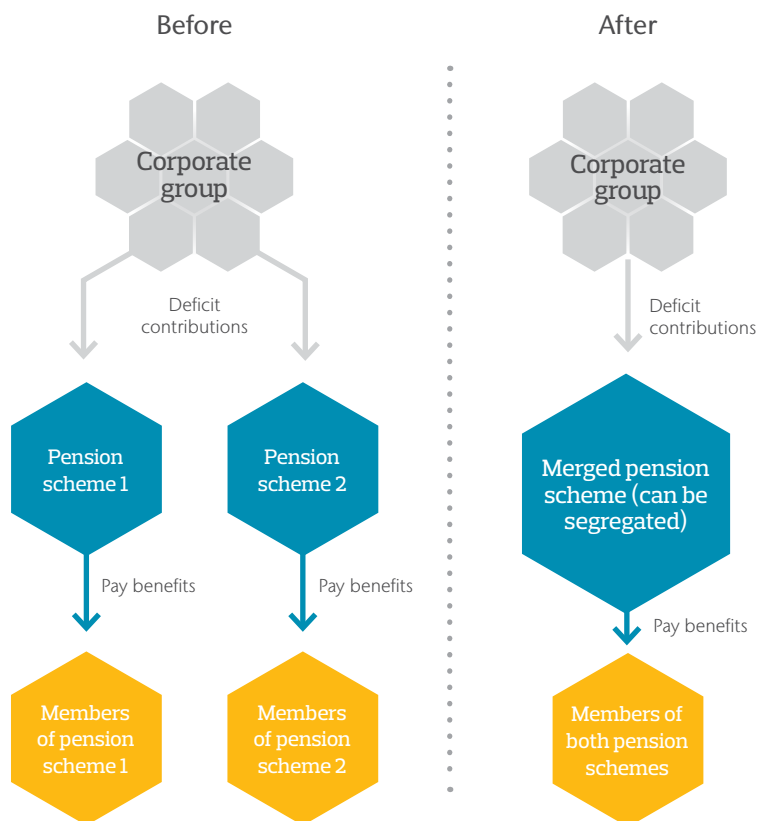 Before
Corporate
group
Deficit
contributions
Pension
scheme 1
Pension
scheme 2
Pay benefits
Pay benefits
Members
of pension
scheme 1
Members
of pension
scheme 2
After
Corporate
group
Deficit
contributions
Merged pension
scheme (can be
segregated)
Pay benefits
Members of
both pension
schemes